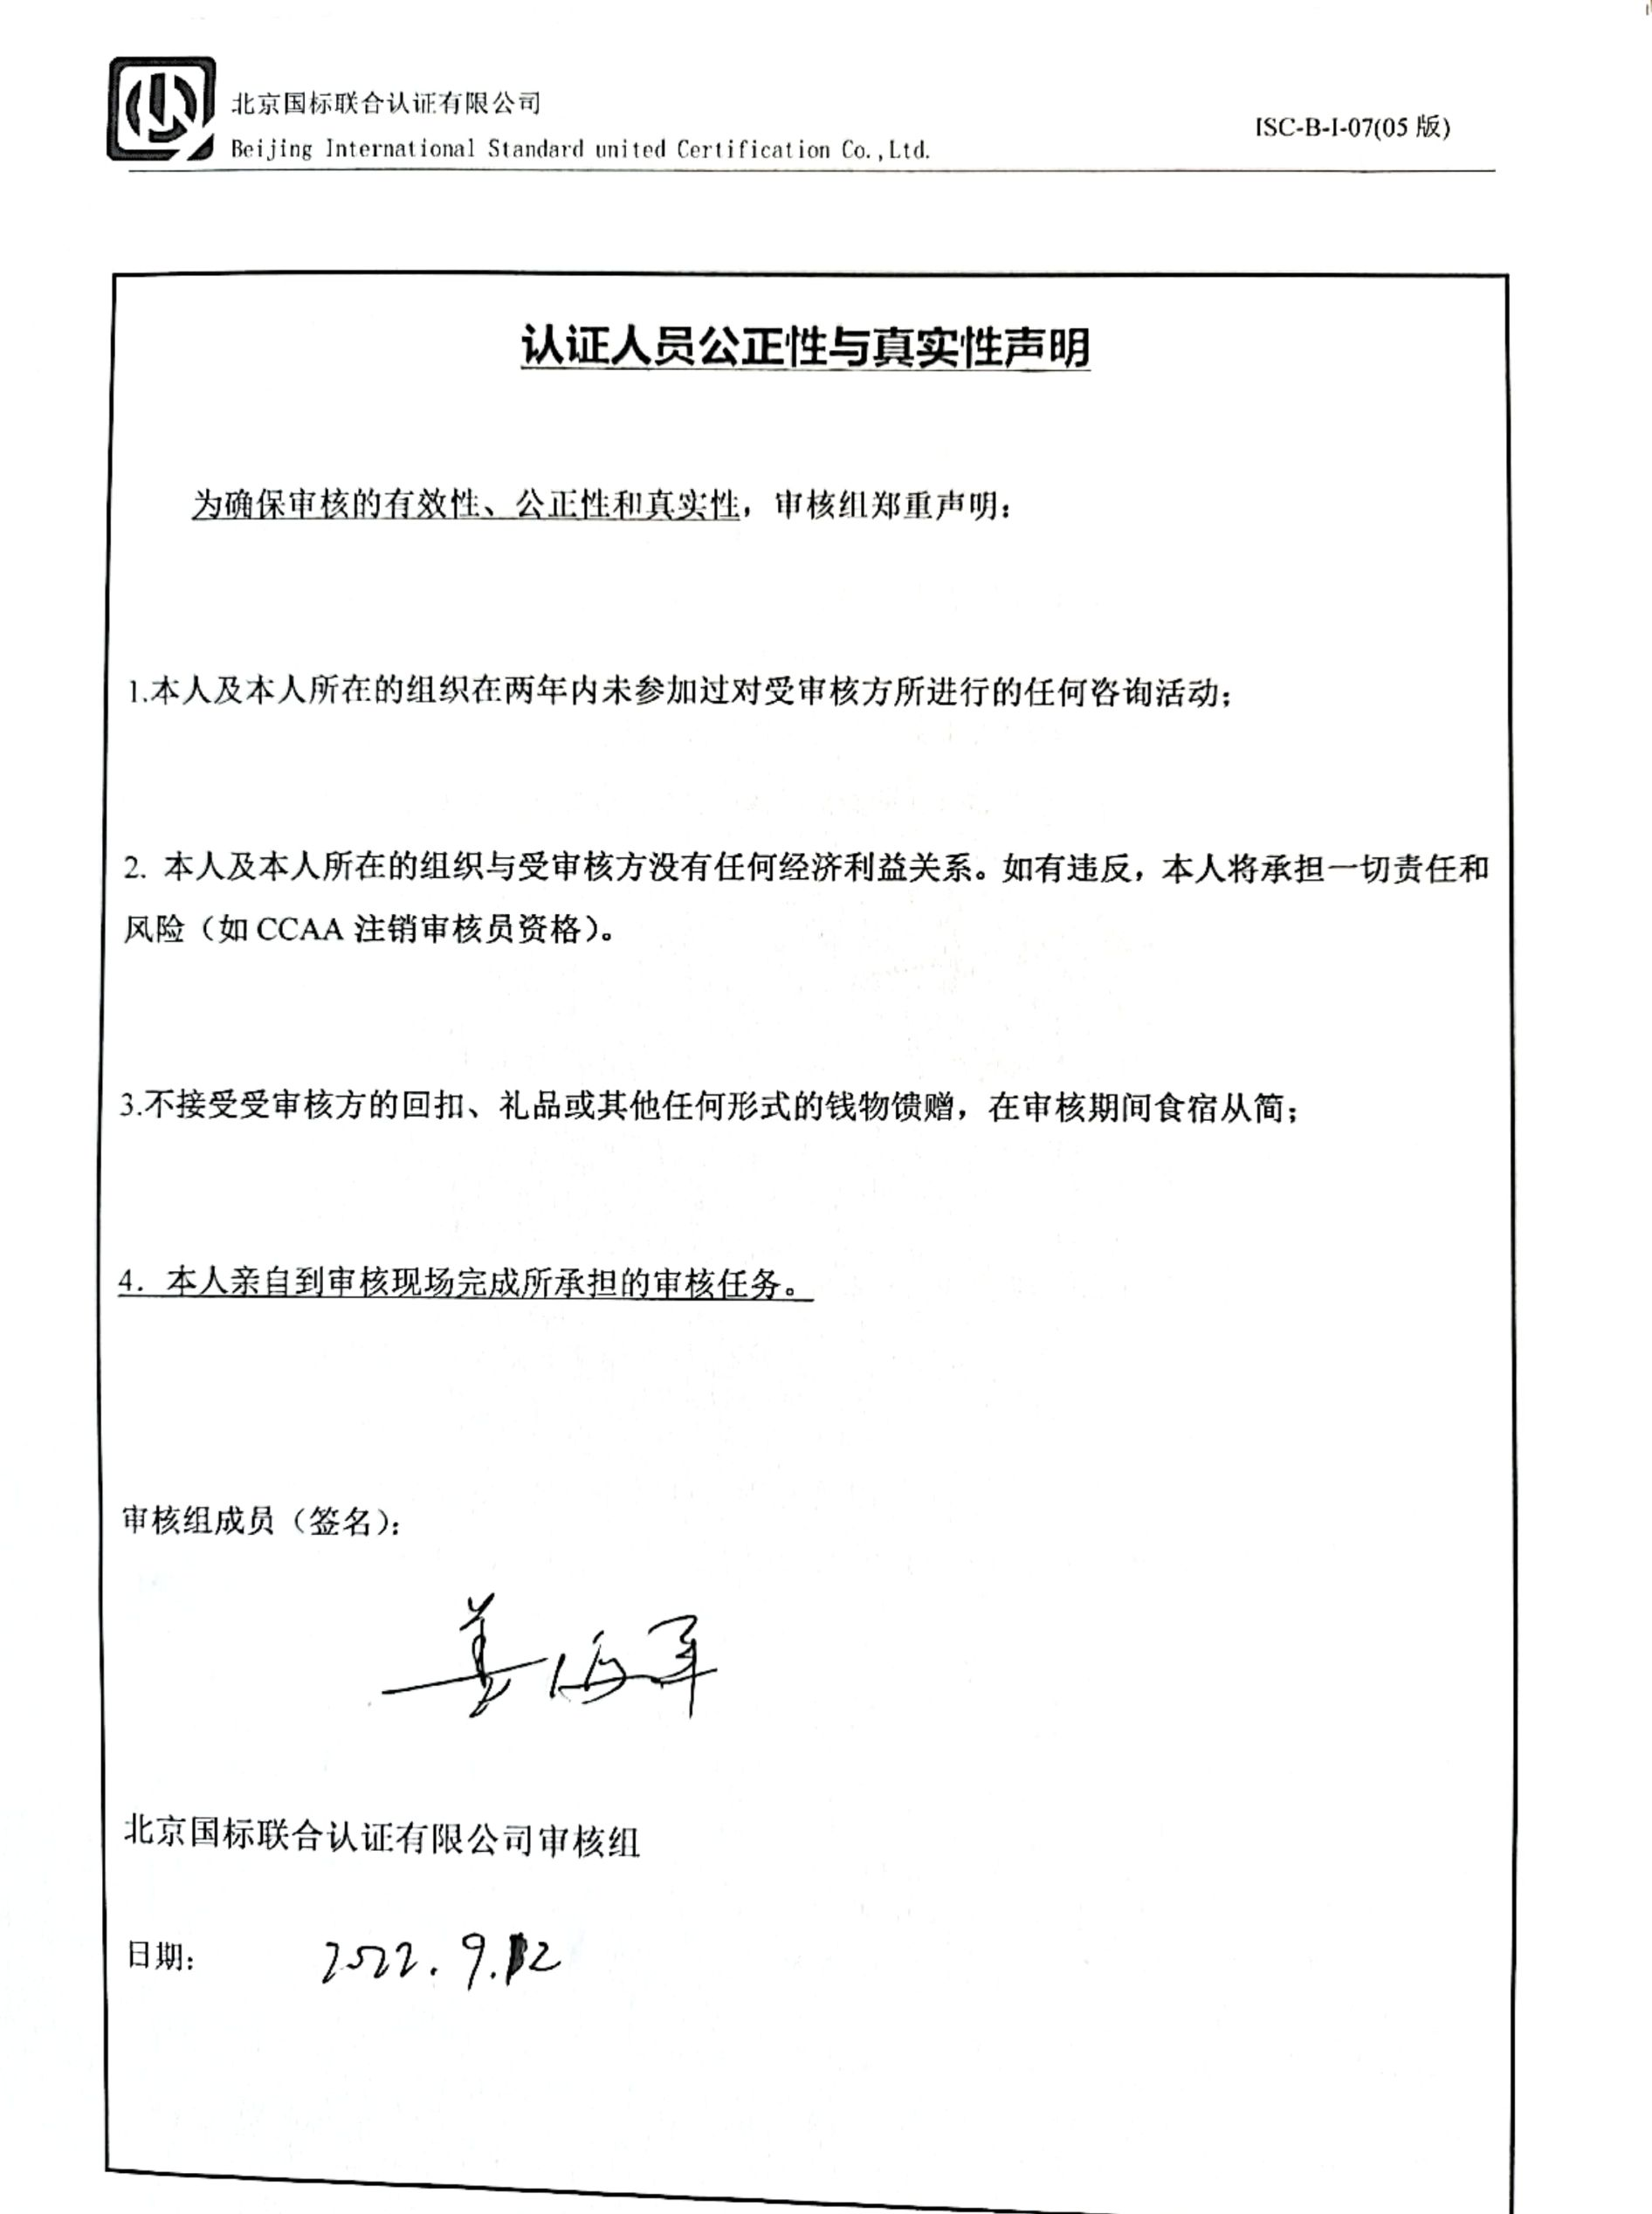 北京国标联合认证有限公司
Beijing International Standard united Certification Co.,Ltd.
ISC-B-I-07(05 版)
认证人员公正性与真实性声明
为确保审核的有效性、公正性和真实性，审核组郑重声明：
1.本人及本人所在的组织在两年内未参加过对受审核方所进行的任何咨询活动；
2. 本人及本人所在的组织与受审核方没有任何经济利益关系。如有违反，本人将承担一切责任和
风险（如 CCAA 注销审核员资格）。
3.不接受受审核方的回扣、礼品或其他任何形式的钱物馈赠，在审核期间食宿从简；
4. 本人亲自到审核现场完成所承担的审核任务。
审核组成员（签名）：
姜海军
北京国标联合认证有限公司审核组
日期： 2022.9.12